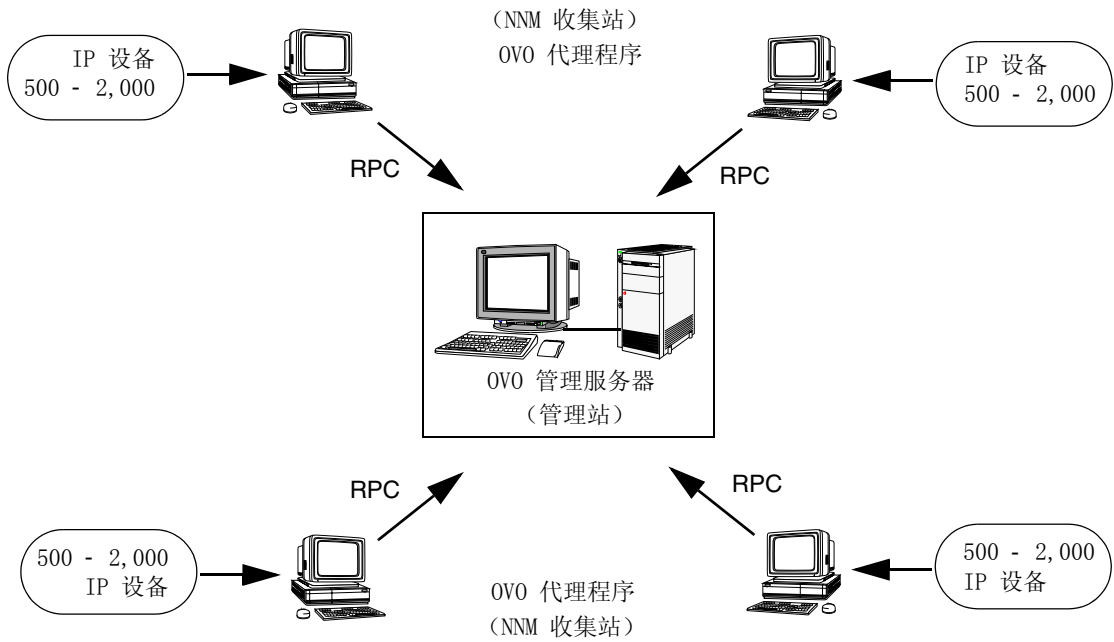 （NNM 收集站）
OVO 代理程序
IP 设备
500 - 2,000
IP 设备
500 - 2,000
RPC
RPC
OVO 管理服务器
（管理站）
RPC
RPC
500 - 2,000
IP 设备
500 - 2,000
IP 设备
OVO 代理程序
（NNM 收集站）